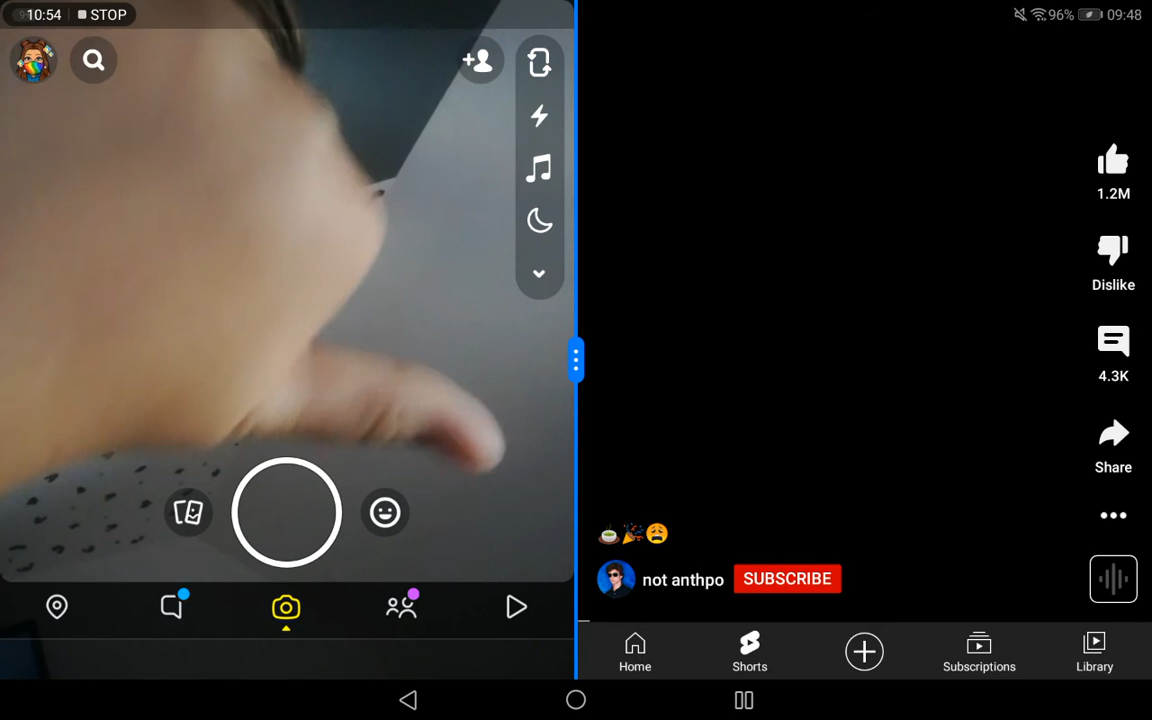 10:54 STOP
96% 09:48
1.2M
Dislike
4.3K
Share
not anthpo SUBSCRIBE
Home Shorts Subscriptions Library